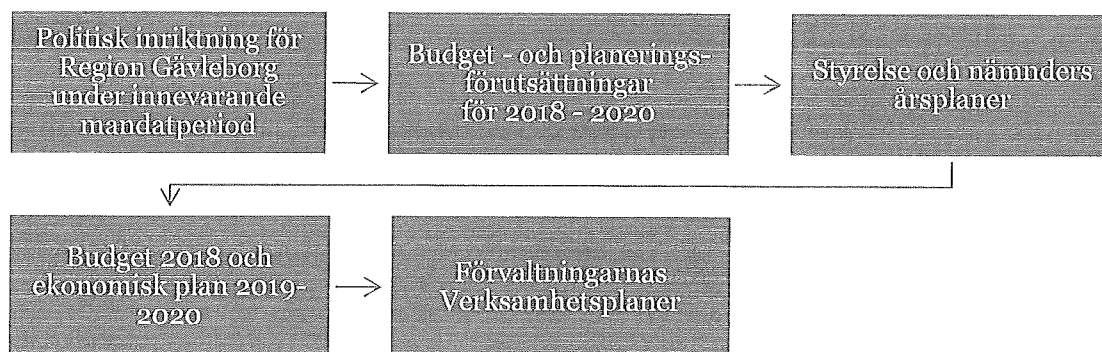 Politisk inriktning för
Region Gävleborg
under innevarande
mandatperiod
Budget - och planerings-
förutsättningar
för 2018 - 2020
Styrelse och nämnders
årsplaner
Budget 2018 och
ekonomisk plan 2019-
2020
Förvaltningarnas
Verksamhetsplaner